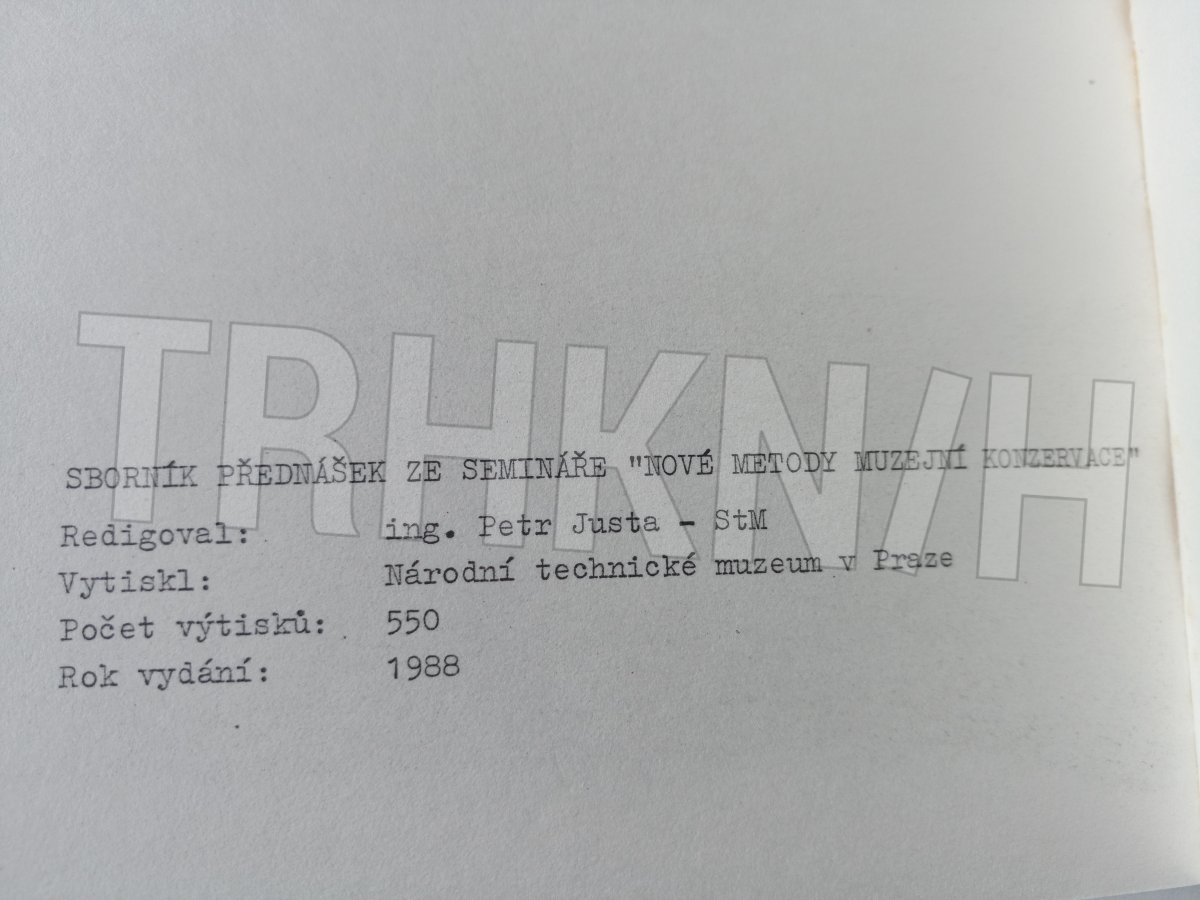 TRHKN/H
SBORNÍK PŘEDNÁŠEK ZE SEMINÁŘE "NOVÉ METODY MUZEJNÍ KONZERVACE"
Redigoval: ing. Petr Justa - StM
Vytiskl: Národní technické muzeum v Praze
Počet výtisků: 550
Rok vydání: 1988